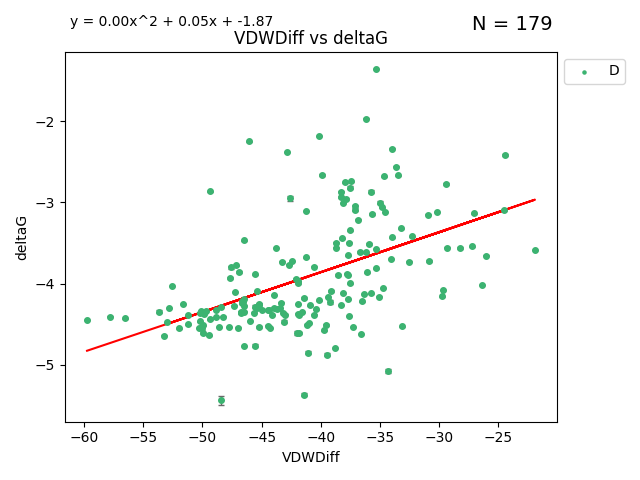 y = 0.00x^2 + 0.05x + -1.87
N = 179
VDWDiff vs deltaG
D
deltaG
−2
−3
−4
−5
−60 −55 −50 −45 −40 −35 −30 −25
VDWDiff